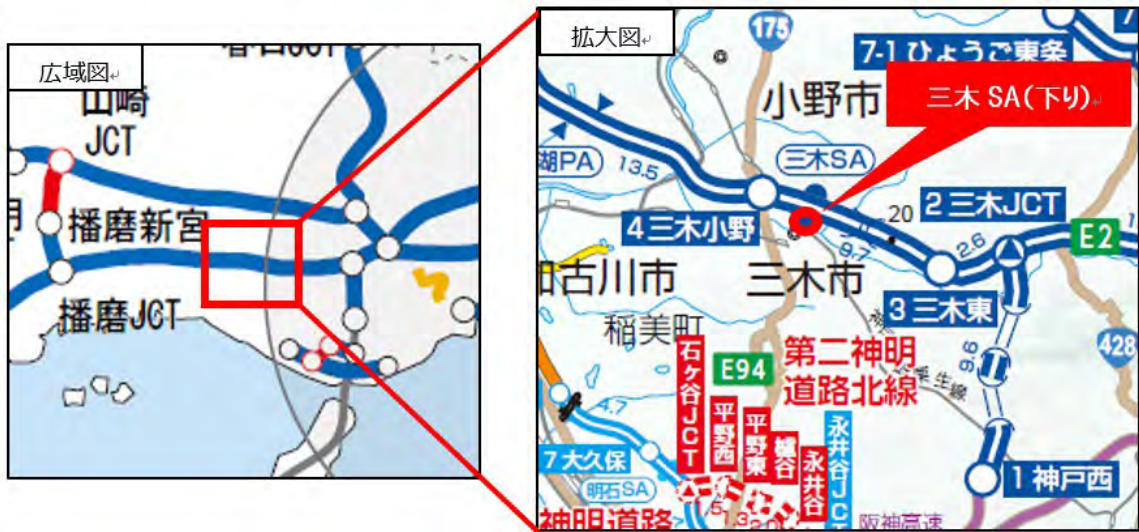 広域図
山崎
JCT
播磨新宮
播磨JCT
拡大図
175
7-1 ひょうご東条
小野市
三木 SA(下り)
三木SA
湖PA
13.5
4 三木小野
20
2 三木JCT
E2
9.7
2.6
加古川市
三木市
3 三木東
稲美町
428
9.6
石ヶ谷JCT
E94
第二神明
道路北線
平野西
平野東
櫨谷
永井谷
永井谷JCT
4.7
7 大久保
明石SA
1 神戸西
神明道路
阪神高速